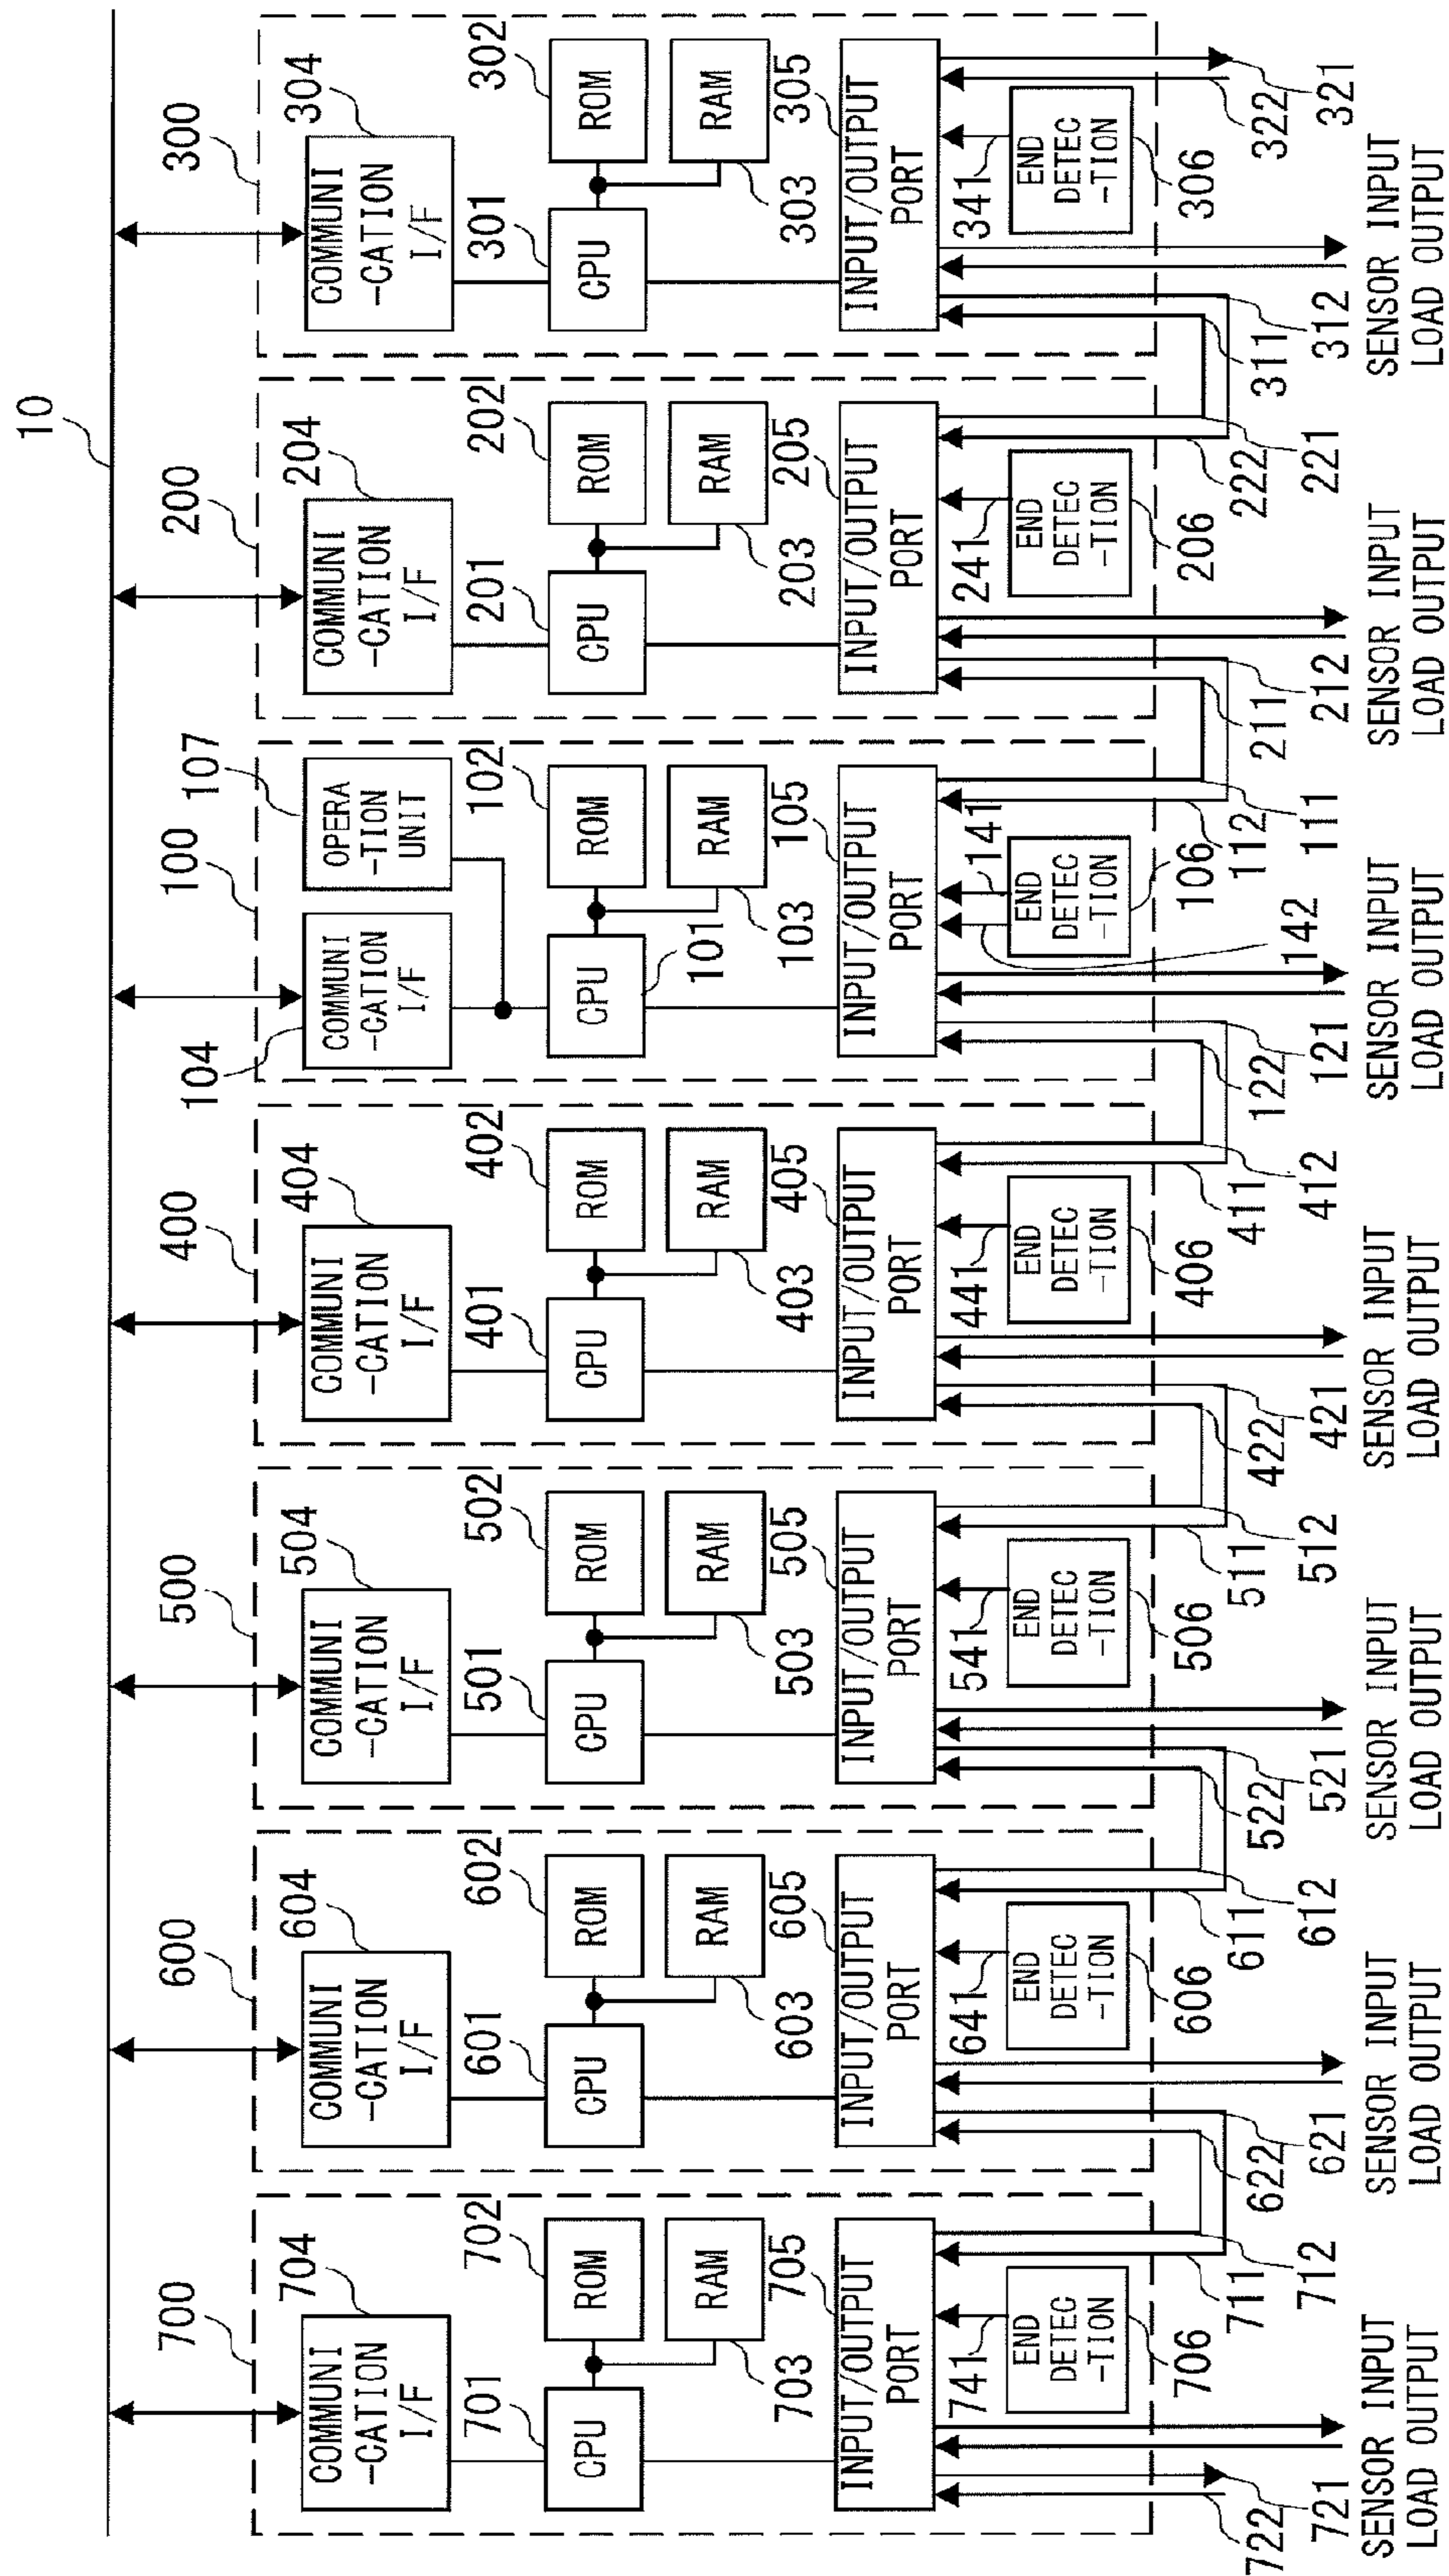 10
700
704
COMMUNI
-CATION
I/F
701
CPU
702
ROM
703
RAM
705
INPUT/OUTPUT
PORT
741
END
DETEC
-TION
706
722
721
711
712
SENSOR INPUT
LOAD OUTPUT
600
604
COMMUNI
-CATION
I/F
601
CPU
602
ROM
603
RAM
605
INPUT/OUTPUT
PORT
641
END
DETEC
-TION
606
622
621
611
612
SENSOR INPUT
LOAD OUTPUT
500
504
COMMUNI
-CATION
I/F
501
CPU
502
ROM
503
RAM
505
INPUT/OUTPUT
PORT
541
END
DETEC
-TION
506
522
521
511
512
SENSOR INPUT
LOAD OUTPUT
400
404
COMMUNI
-CATION
I/F
401
CPU
402
ROM
403
RAM
405
INPUT/OUTPUT
PORT
441
END
DETEC
-TION
406
422
421
411
412
SENSOR INPUT
LOAD OUTPUT
100
107
104
COMMUNI
-CATION
I/F
OPERA
-TION
UNIT
101
CPU
102
ROM
103
RAM
105
INPUT/OUTPUT
PORT
142
141
END
DETEC
-TION
106
122
121
112
111
SENSOR INPUT
LOAD OUTPUT
200
204
COMMUNI
-CATION
I/F
201
CPU
202
ROM
203
RAM
205
INPUT/OUTPUT
PORT
241
END
DETEC
-TION
206
211
212
222
221
SENSOR INPUT
LOAD OUTPUT
300
304
COMMUNI
-CATION
I/F
301
CPU
302
ROM
303
RAM
305
INPUT/OUTPUT
PORT
341
END
DETEC
-TION
306
311
312
322
321
SENSOR INPUT
LOAD OUTPUT